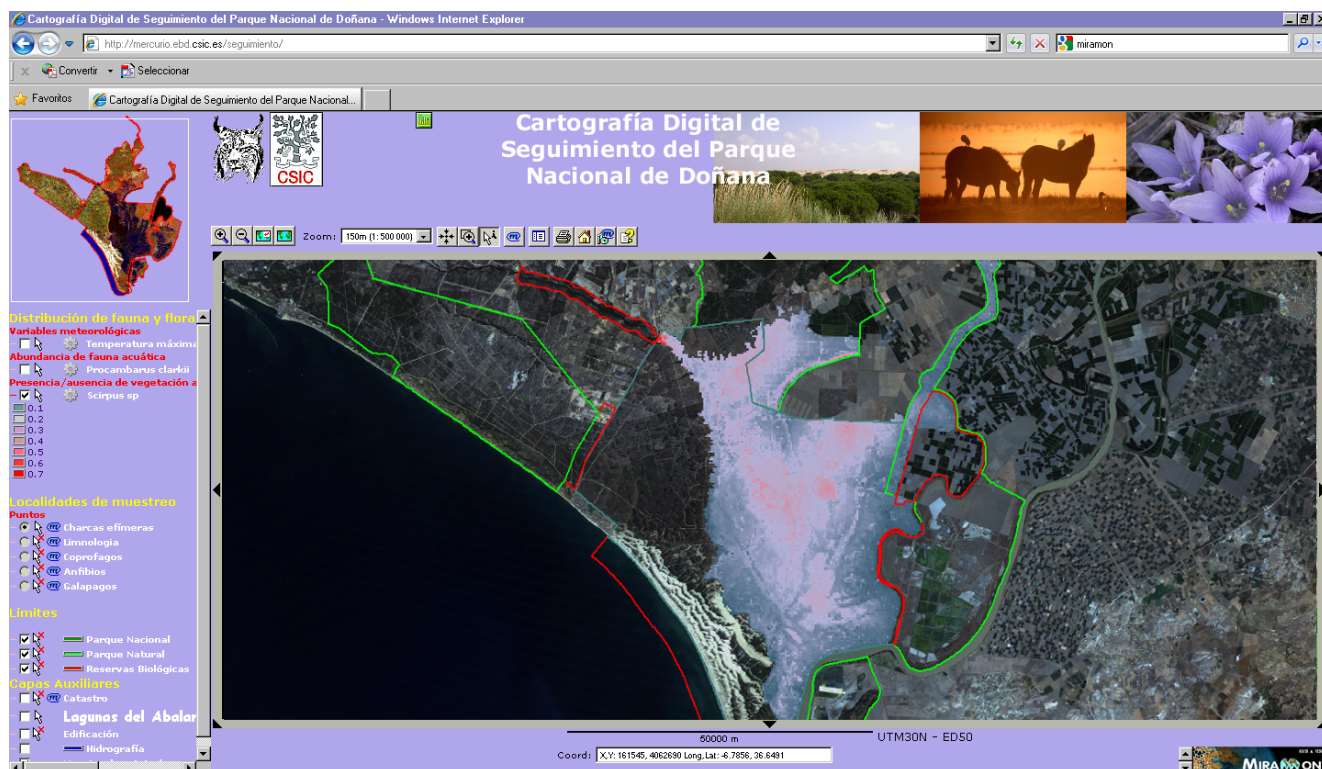 Cartografía Digital de Seguimiento del Parque Nacional de Doñana - Windows Internet Explorer
http://mercurio.ebd.csic.es/seguimiento/
miramon
Convertir
Seleccionar
Favoritos
Cartografía Digital de Seguimiento del Parque Nacional...
CSIC
Cartografía Digital de
Seguimiento del Parque
Nacional de Doñana
Zoom: 150m (1: 500 000)
Distribución de fauna y flora
Variables meteorológicas
Temperatura máxima
Abundancia de fauna acuática
Procambarus clarkii
Presencia/ausencia de vegetación a
Scirpus sp
0.1
0.2
0.3
0.4
0.5
0.6
0.7
Localidades de muestreo
Puntos
Charcas efímeras
Limnologia
Coprofagos
Anfibios
Galapagos
Límites
Parque Nacional
Parque Natural
Reservas Biológicas
Capas Auxiliares
Catastro
Lagunas del Abalar
Edificación
Hidrografía
50000 m
UTM30N - ED50
Coord: X,Y: 161545, 4062690 Long,Lat: -6.7856, 36.6491
MIRAMON